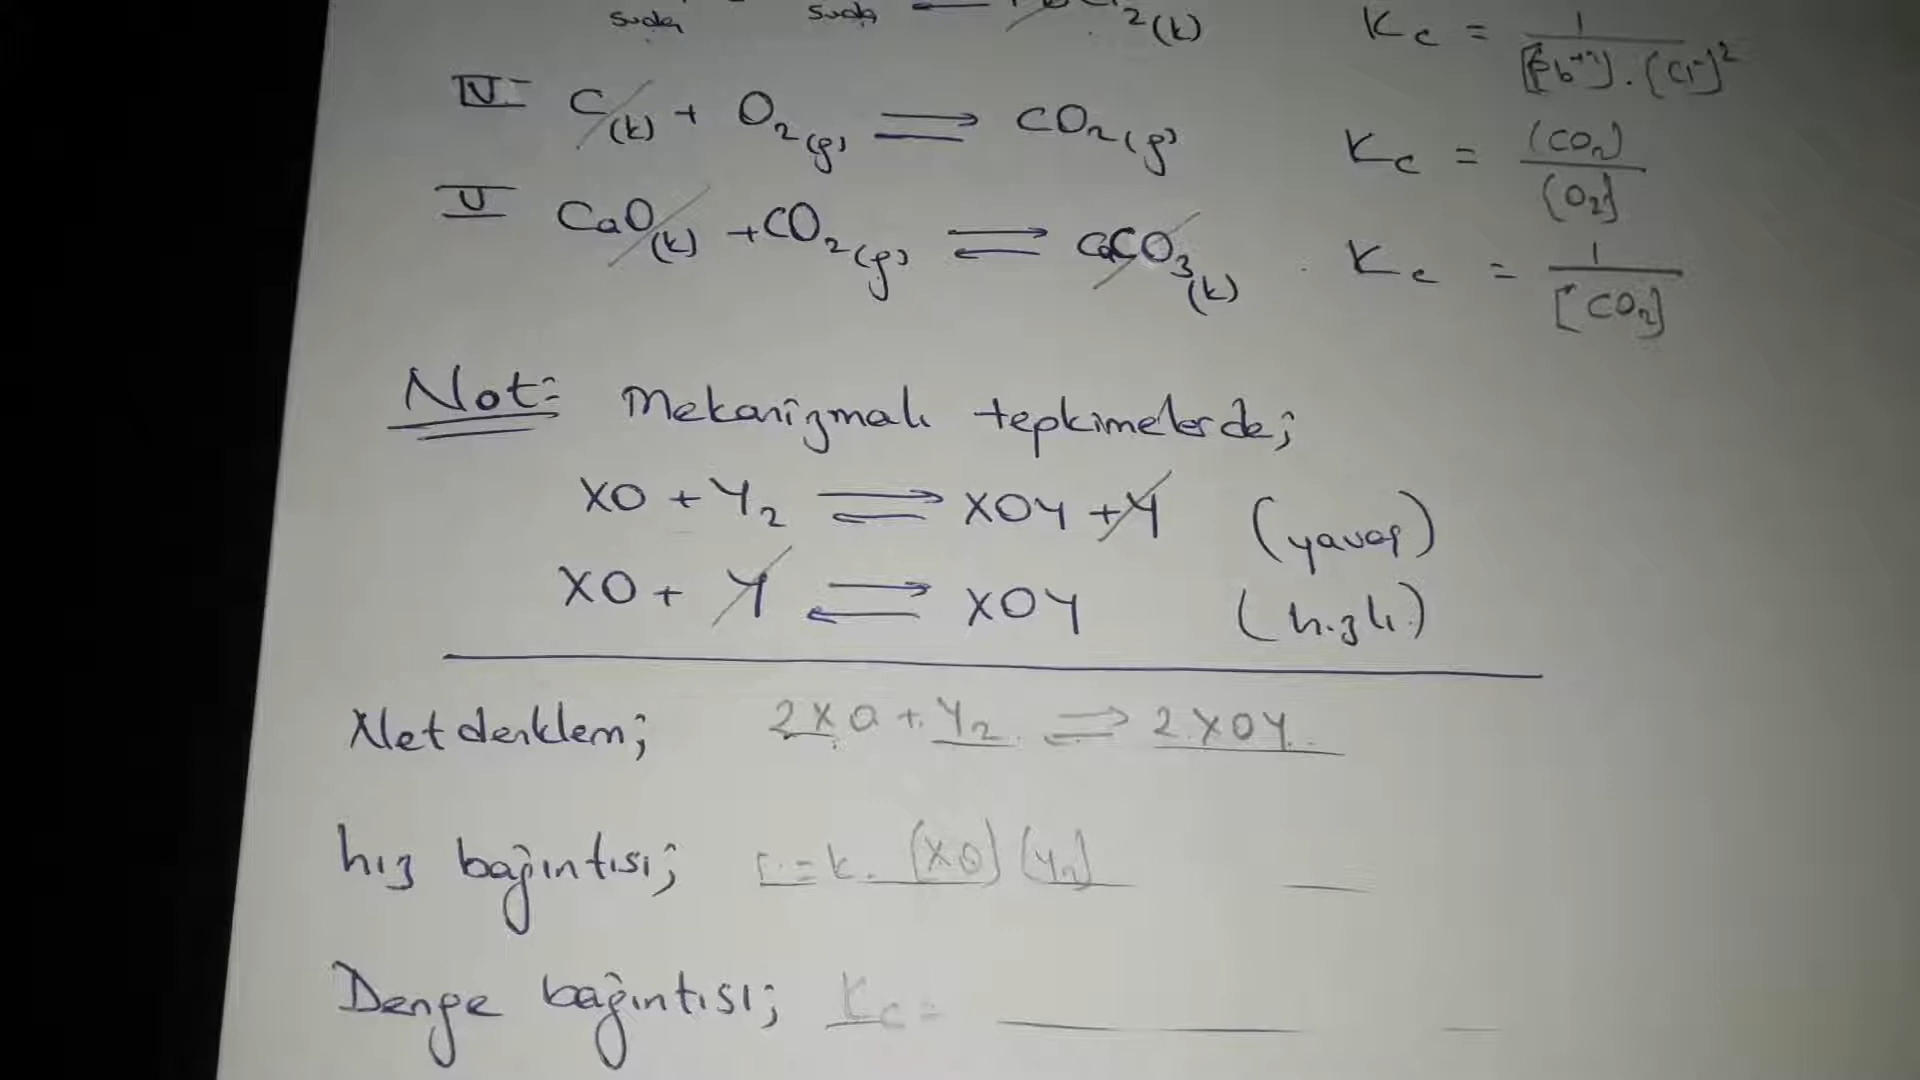 suda suda 2(k) Kc = 1 / [Pb⁺²].[Cl⁻]²
IV C(k) + O₂(g) ⇌ CO₂(g) Kc = [CO₂] / [O₂]
V CaO(k) + CO₂(g) ⇌ CaCO₃(k) Kc = 1 / [CO₂]
Not: Mekanizmalı tepkimelerde;
XO + Y₂ ⇌ XOY + Y (yavaş)
XO + Y ⇌ XOY (hızlı)
Net denklem; 2XO + Y₂ ⇌ 2XOY
hız bağıntısı; r = k. [XO] [Y₂]
Denge bağıntısı; Kc =